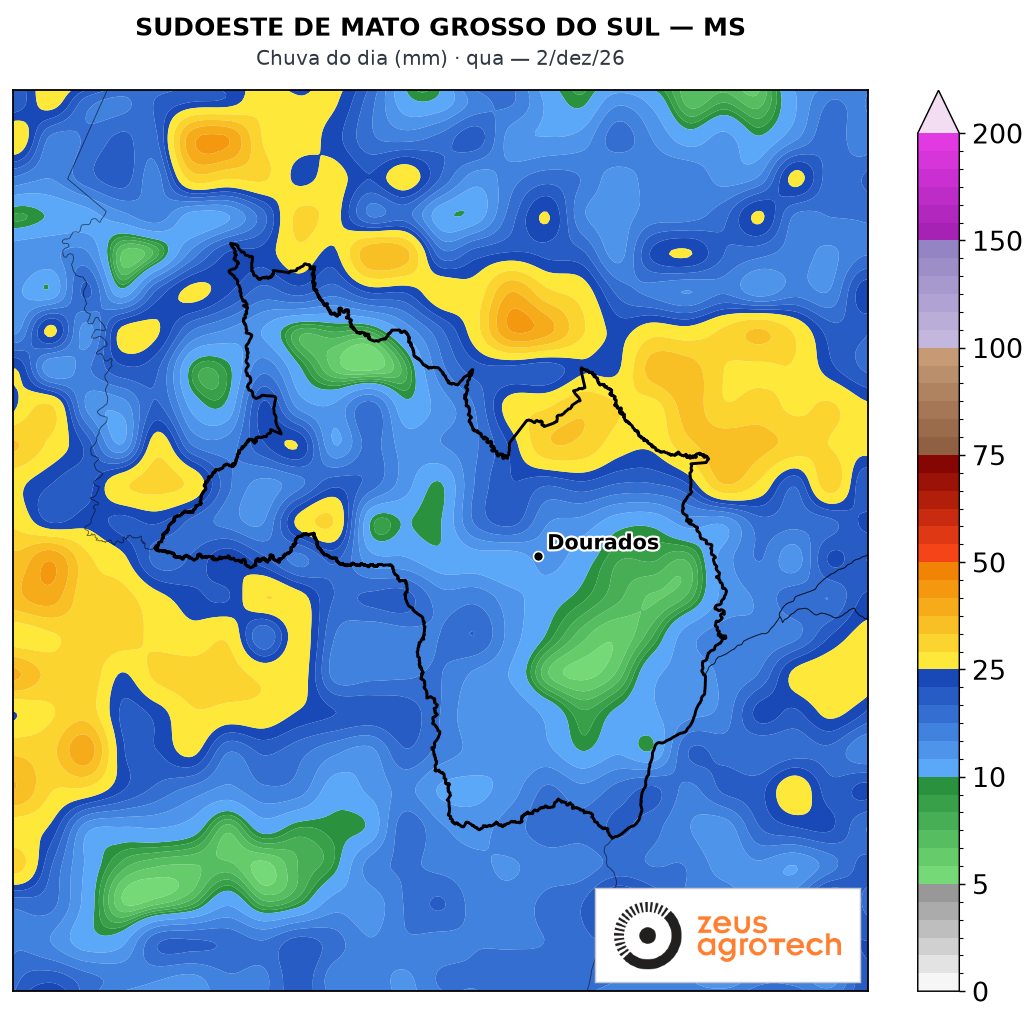 SUDOESTE DE MATO GROSSO DO SUL — MS
Chuva do dia (mm) · qua — 2/dez/26
200
150
100
75
50
25
10
5
0
Dourados
zeus
agrotech